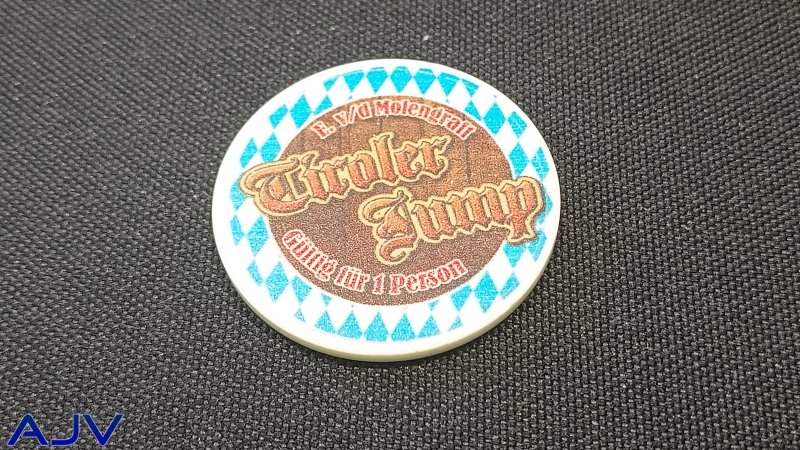 E. v/d Molengraft
Tiroler
Jump
Gültig für 1 Person
AJV